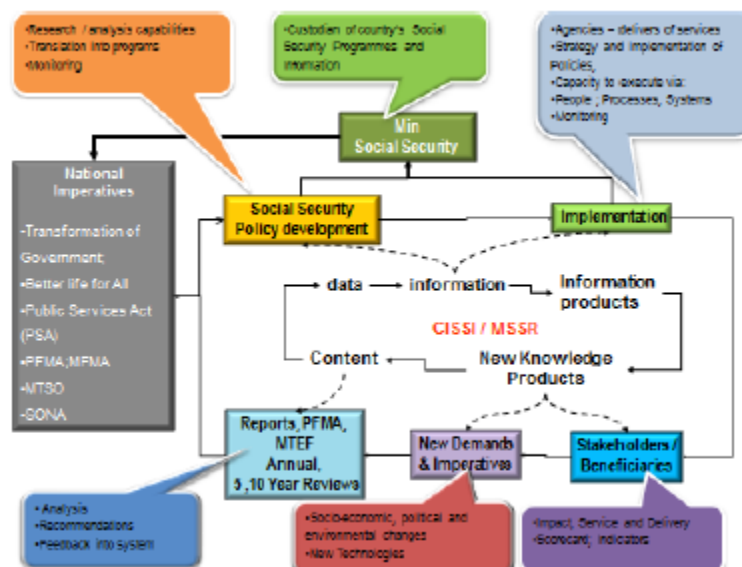 •Research / analysis capabilities
•Translation into programs
•Monitoring
•Custodian of country's Social
Security Programmes and
Information
•Agencies – delivers of services
•Strategy and Implementation of
Policies,
•Capacity to execute via:
•People ; Processes, Systems
•Monitoring
Min
Social Security
National
Imperatives
•Transformation of
Government;
•Better life for All
•Public Services Act
(PSA)
•PFMA;MFMA
•MTSO
•SONA
Social Security
Policy development
Implementation
data
information
Information
products
CISSI / MSSR
Content
New Knowledge
Products
Reports, PFMA,
MTEF
Annual,
5 ,10 Year Reviews
New Demands
& Imperatives
Stakeholders /
Beneficiaries
• Analysis
•Recommendations
•Feedback into system
•Socio-economic, political and
environmental changes
•New Technologies
•Impact, Service and Delivery
Scorecard; Indicators